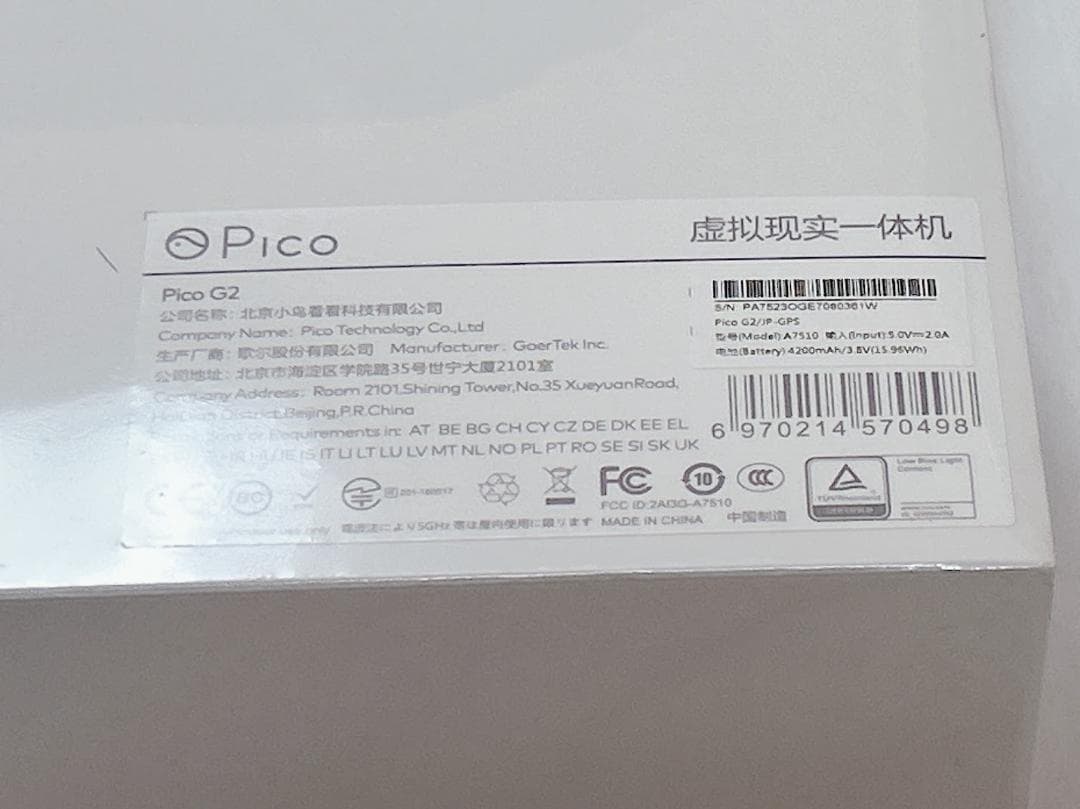 Pico
虚拟现实一体机
Pico G2
公司名称：北京小鸟看看科技有限公司
Company Name：Pico Technology Co.,Ltd
生产厂商：歌尔股份有限公司 Manufacturer：GoerTek Inc.
公司地址：北京市海淀区学院路35号世宁大厦2101室
Company Address：Room 2101,Shining Tower,No.35 XueyuanRoad,
District,Beijing,P.R.China
or Requirements in: AT BE BG CH CY CZ DE DK EE EL
IS IT LI LT LU LV MT NL NO PL PT RO SE SI SK UK
Pico G2/JP-GPS
型号(Model):A7510 输入(Input):5.0V⎓2.0A
电池(Battery):4200mAh/3.8V(15.96Wh)
6 970214 570498
FC
10
CCC
FCC ID:2AI3G-A7510
TÜVRheinland
Low Blue Light
Content
only
電波法により5GHz 帯は屋内使用に限ります MADE IN CHINA 中国制造